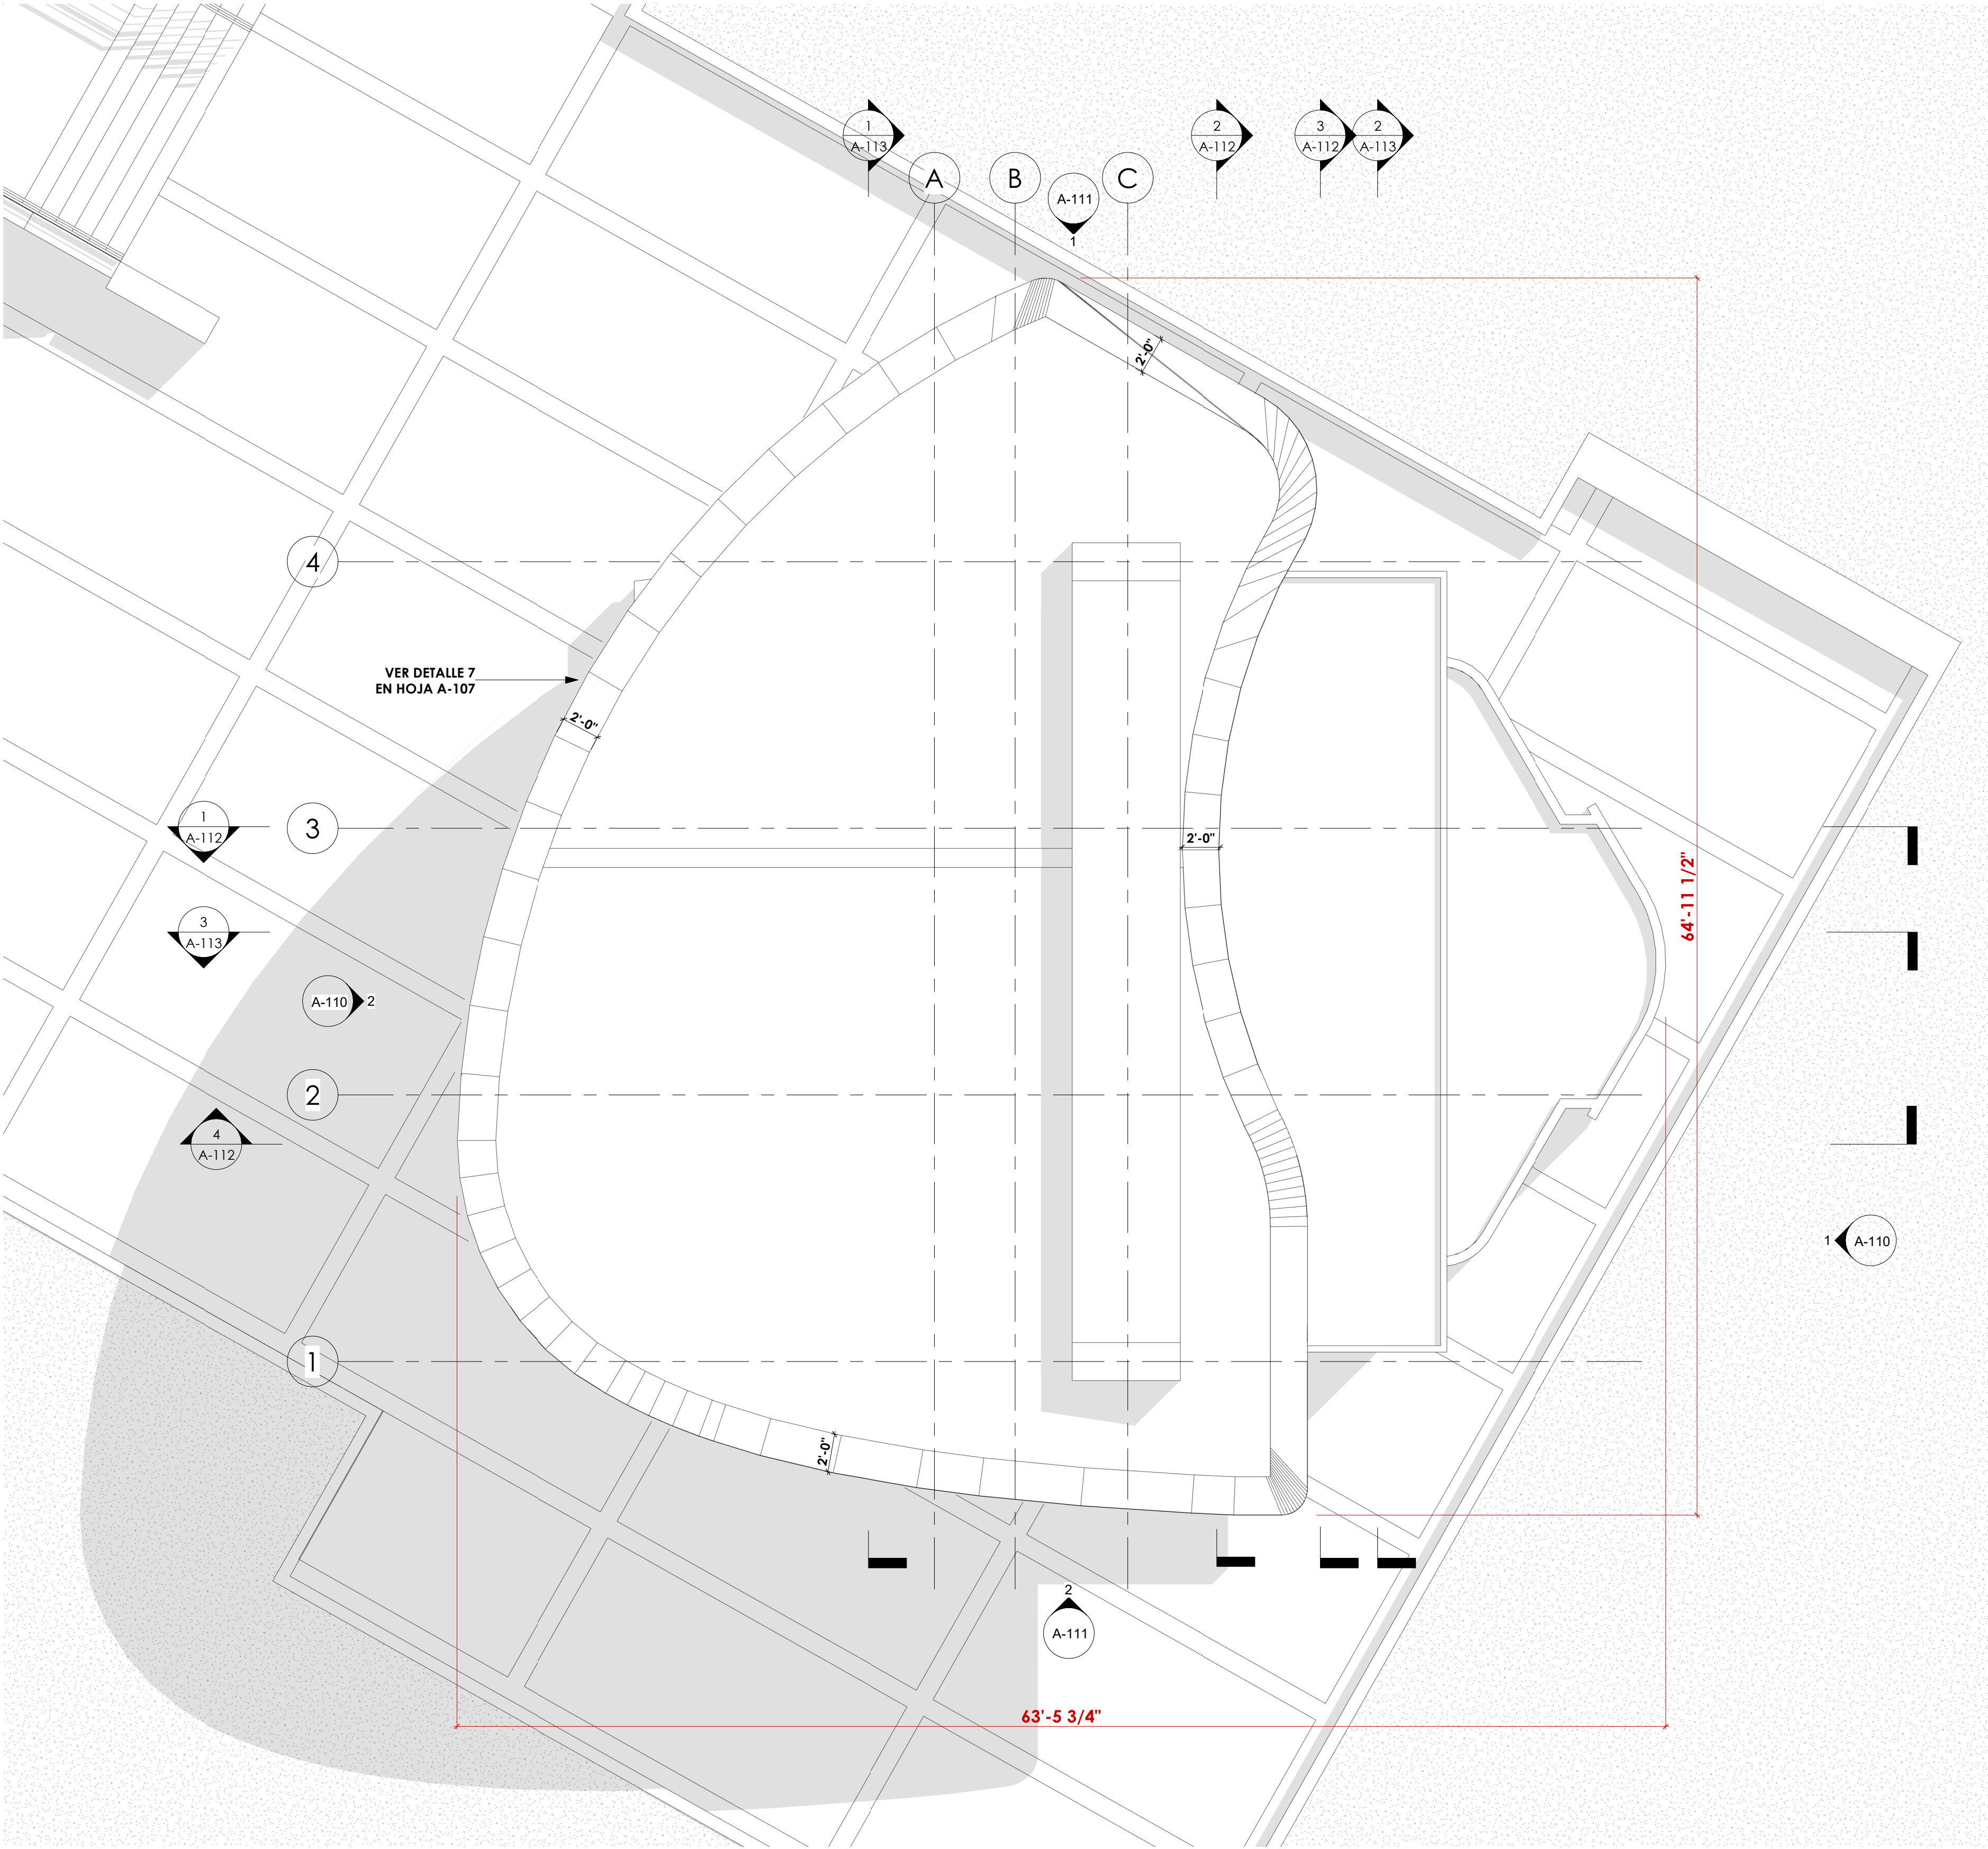 1
A-113
2
A-112
3
A-112
2
A-113
A
B
C
A-111
1
2'-0"
4
VER DETALLE 7
EN HOJA A-107
2'-0"
1
A-112
3
2'-0"
64'-11 1/2"
3
A-113
A-110
2
2
4
A-112
1
A-110
1
2'-0"
2
A-111
63'-5 3/4"